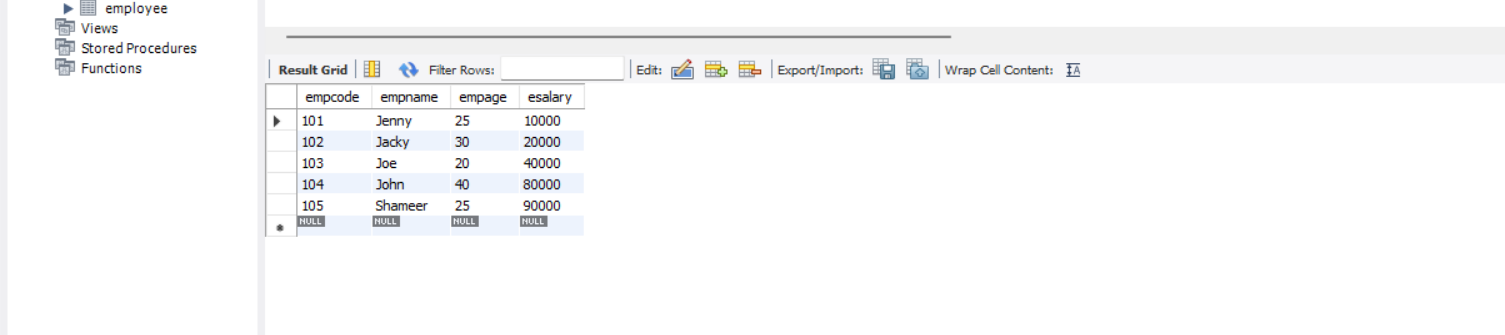 employee
Views
Stored Procedures
Functions
Result Grid Filter Rows: Edit: Export/Import: Wrap Cell Content: IA
empcode empname empage esalary
101 Jenny 25 10000
102 Jacky 30 20000
103 Joe 20 40000
104 John 40 80000
105 Shameer 25 90000
NULL NULL NULL NULL